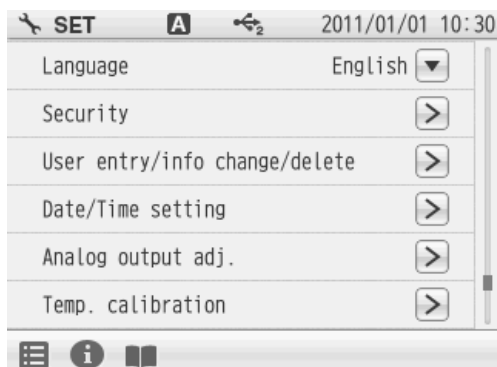 SET A 2 2011/01/01 10:30
Language English
Security
User entry/info change/delete
Date/Time setting
Analog output adj.
Temp. calibration